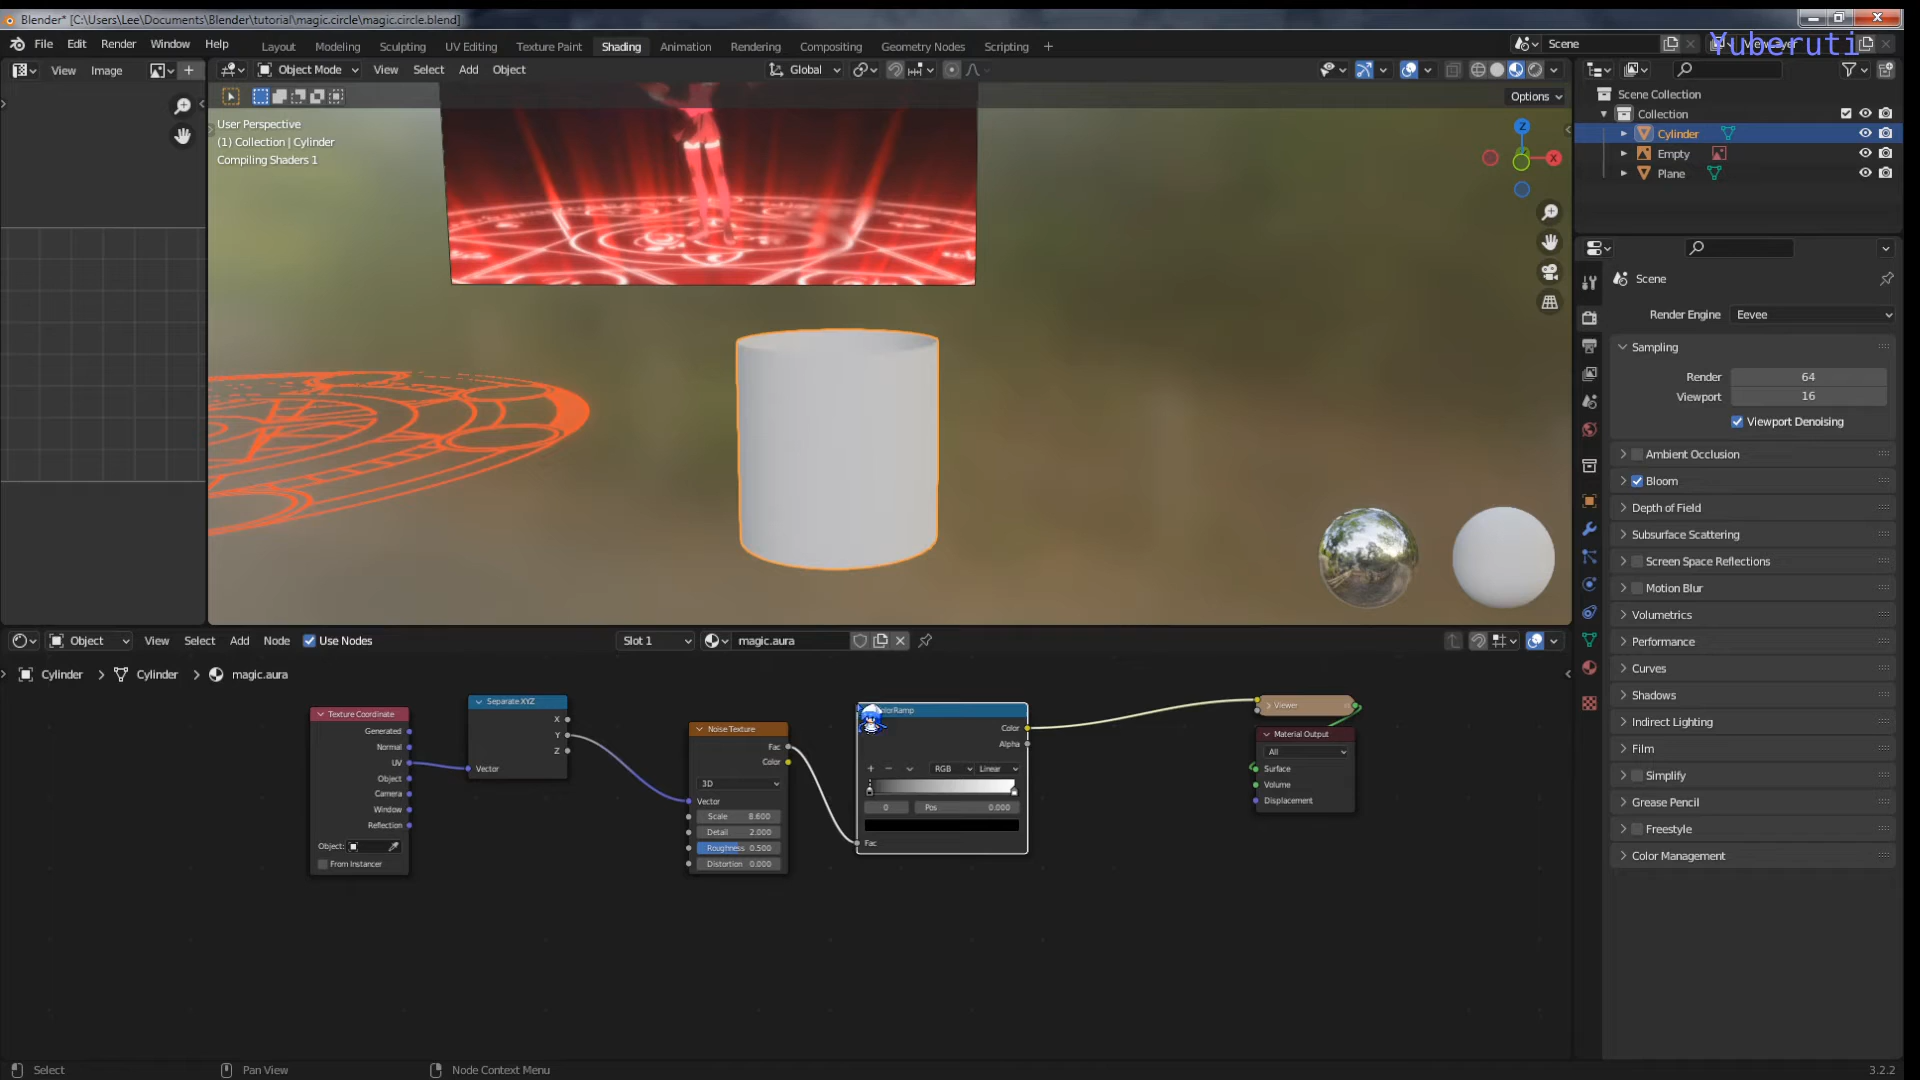 Blender* [C:\Users\Lee\Documents\Blender\tutorial\magic.circle\magic.circle.blend]
File Edit Render Window Help
Layout Modeling Sculpting UV Editing Texture Paint Shading Animation Rendering Compositing Geometry Nodes Scripting +
Scene
Yuberuti
View Image
Object Mode View Select Add Object
Global
Options
User Perspective
(1) Collection | Cylinder
Compiling Shaders 1
Z
X
Scene Collection
Collection
Cylinder
Empty
Plane
Scene
Render Engine Eevee
Sampling
Render 64
Viewport 16
Viewport Denoising
Ambient Occlusion
Bloom
Depth of Field
Subsurface Scattering
Screen Space Reflections
Motion Blur
Volumetrics
Performance
Curves
Shadows
Indirect Lighting
Film
Simplify
Grease Pencil
Freestyle
Color Management
Object View Select Add Node Use Nodes
Slot 1 magic.aura
Cylinder > Cylinder > magic.aura
Texture Coordinate
Generated
Normal
UV
Object
Camera
Window
Reflection
Object:
From Instancer
Separate XYZ
X
Y
Z
Vector
Noise Texture
Fac
Color
3D
Vector
Scale 8.600
Detail 2.000
Roughness 0.500
Distortion 0.000
Color
Alpha
RGB Linear
0 Pos 0.000
Fac
Viewer
Material Output
All
Surface
Volume
Displacement
Select Pan View Node Context Menu
3.2.2